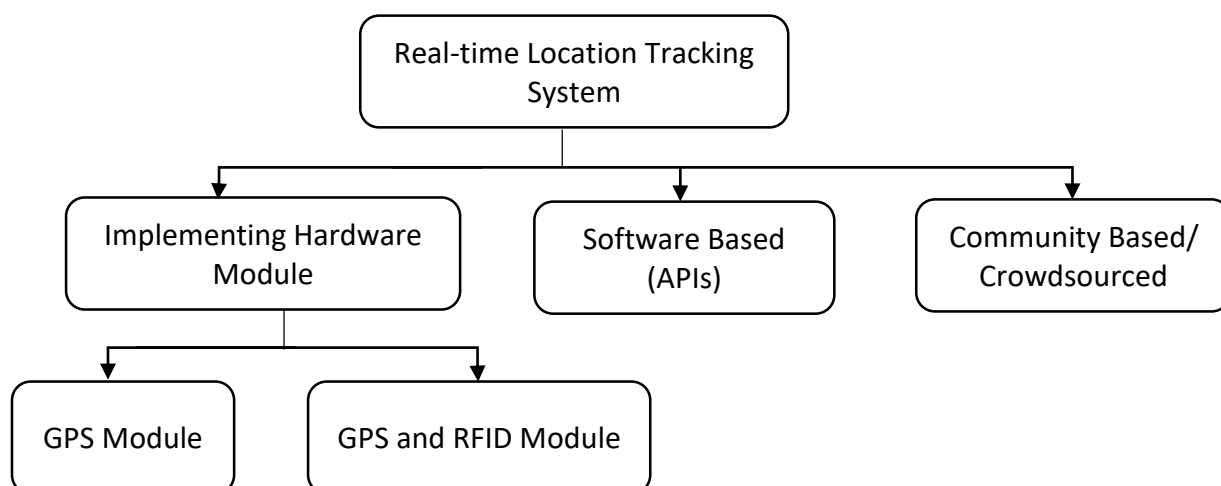 Real-time Location Tracking
System
Implementing Hardware
Module
Software Based
(APIs)
Community Based/
Crowdsourced
GPS Module
GPS and RFID Module